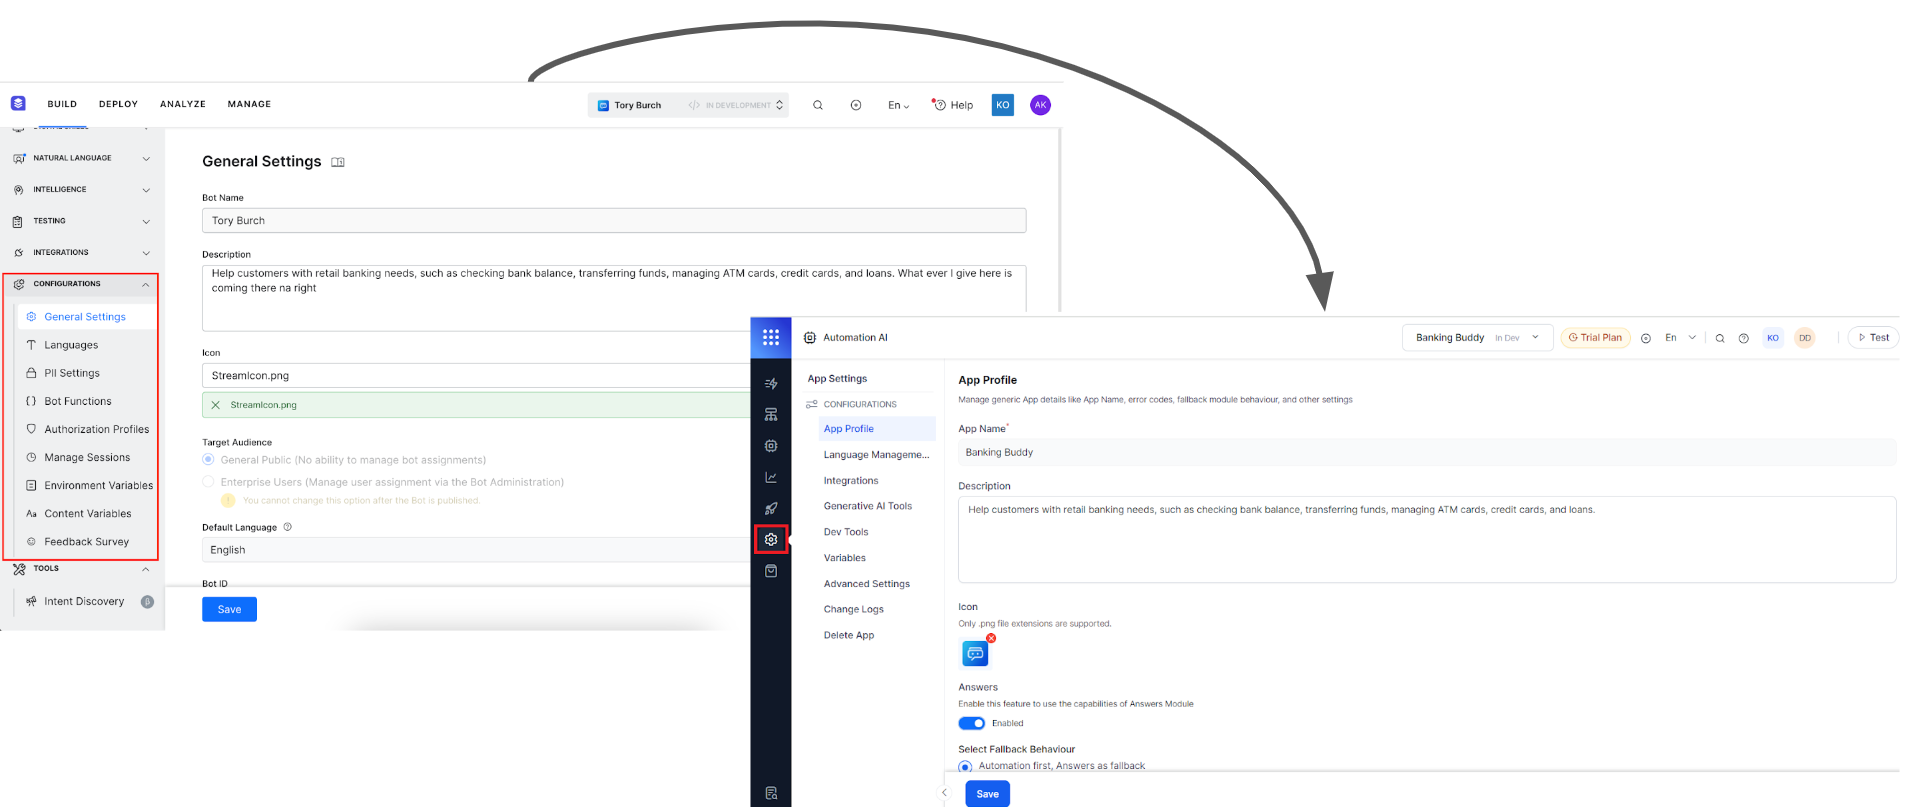 BUILD DEPLOY ANALYZE MANAGE
Tory Burch </> IN DEVELOPMENT
En
Help
KO
AK
NATURAL LANGUAGE
INTELLIGENCE
TESTING
INTEGRATIONS
CONFIGURATIONS
General Settings
Languages
PII Settings
Bot Functions
Authorization Profiles
Manage Sessions
Environment Variables
Aa Content Variables
Feedback Survey
TOOLS
Intent Discovery β
General Settings
Bot Name
Tory Burch
Description
Help customers with retail banking needs, such as checking bank balance, transferring funds, managing ATM cards, credit cards, and loans. What ever I give here is
coming there na right
Icon
StreamIcon.png
StreamIcon.png
Target Audience
General Public (No ability to manage bot assignments)
Enterprise Users (Manage user assignment via the Bot Administration)
You cannot change this option after the Bot is published.
Default Language
English
Bot ID
Save
Automation AI
Banking Buddy In Dev
Trial Plan
En
KO
DD
Test
App Settings
CONFIGURATIONS
App Profile
Language Manageme...
Integrations
Generative AI Tools
Dev Tools
Variables
Advanced Settings
Change Logs
Delete App
App Profile
Manage generic App details like App Name, error codes, fallback module behaviour, and other settings
App Name*
Banking Buddy
Description
Help customers with retail banking needs, such as checking bank balance, transferring funds, managing ATM cards, credit cards, and loans.
Icon
Only .png file extensions are supported.
Answers
Enable this feature to use the capabilities of Answers Module
Enabled
Select Fallback Behaviour
Automation first, Answers as fallback
Save